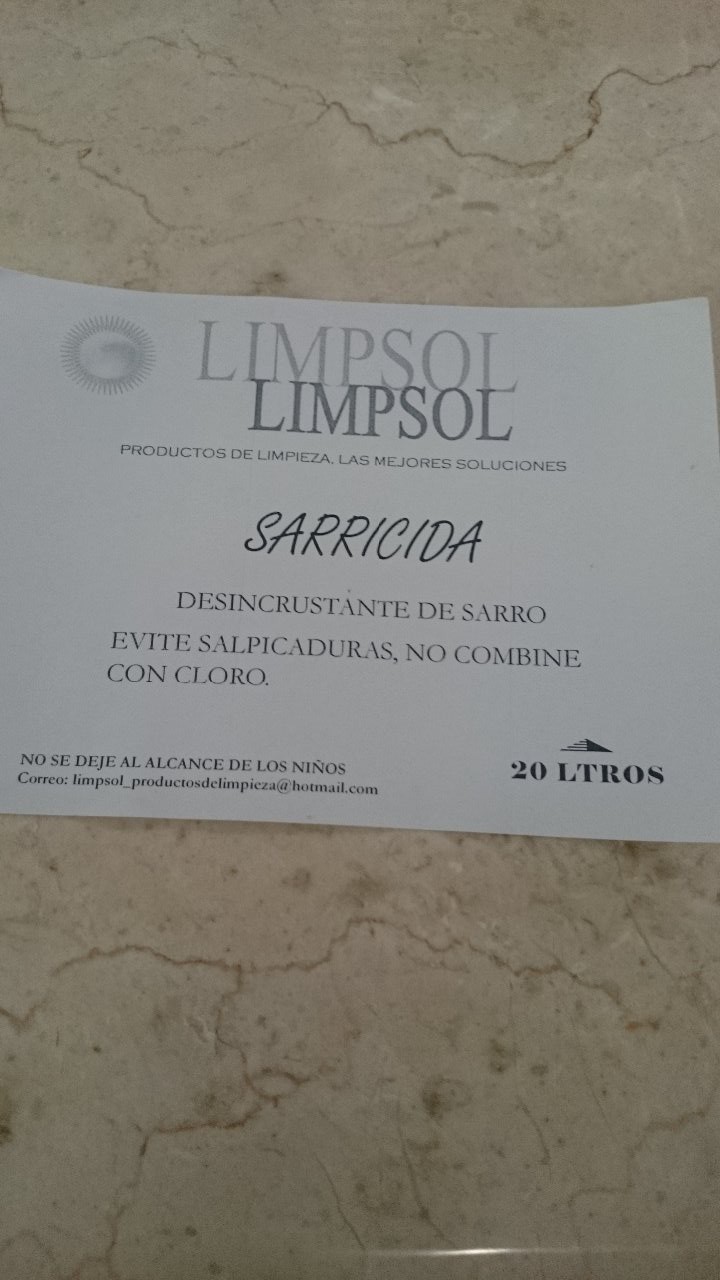 LIMPSOL
LIMPSOL
PRODUCTOS DE LIMPIEZA, LAS MEJORES SOLUCIONES
SARRICIDA
DESINCRUSTANTE DE SARRO
EVITE SALPICADURAS, NO COMBINE
CON CLORO.
NO SE DEJE AL ALCANCE DE LOS NIÑOS
Correo: limpsol_productosdelimpieza@hotmail.com
20 LTROS